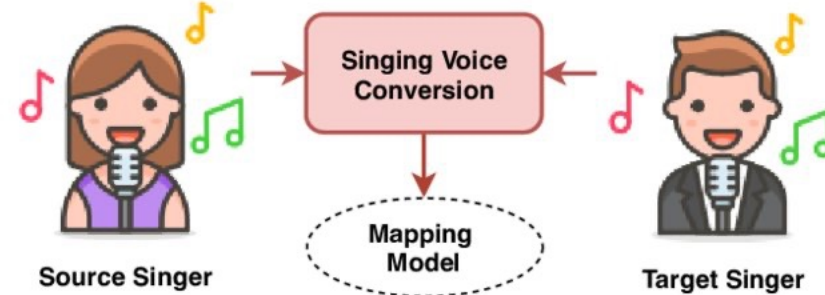 Singing Voice
Conversion
Mapping
Model
Source Singer
Target Singer